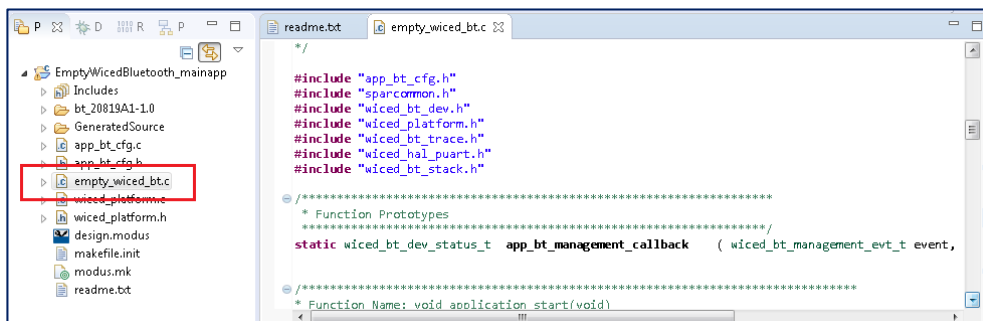 P D R P
EmptyWicedBluetooth_mainapp
Includes
bt_20819A1-1.0
GeneratedSource
app_bt_cfg.c
app_bt_cfg.h
empty_wiced_bt.c
wiced_platform.c
wiced_platform.h
design.modus
makefile.init
modus.mk
readme.txt
readme.txt empty_wiced_bt.c
*/
#include "app_bt_cfg.h"
#include "sparcommon.h"
#include "wiced_bt_dev.h"
#include "wiced_platform.h"
#include "wiced_bt_trace.h"
#include "wiced_hal_puart.h"
#include "wiced_bt_stack.h"
/*******************************************************************
* Function Prototypes
******************************************************************/
static wiced_bt_dev_status_t app_bt_management_callback ( wiced_bt_management_evt_t event,
/*******************************************************************************
* Function Name: void application_start(void)